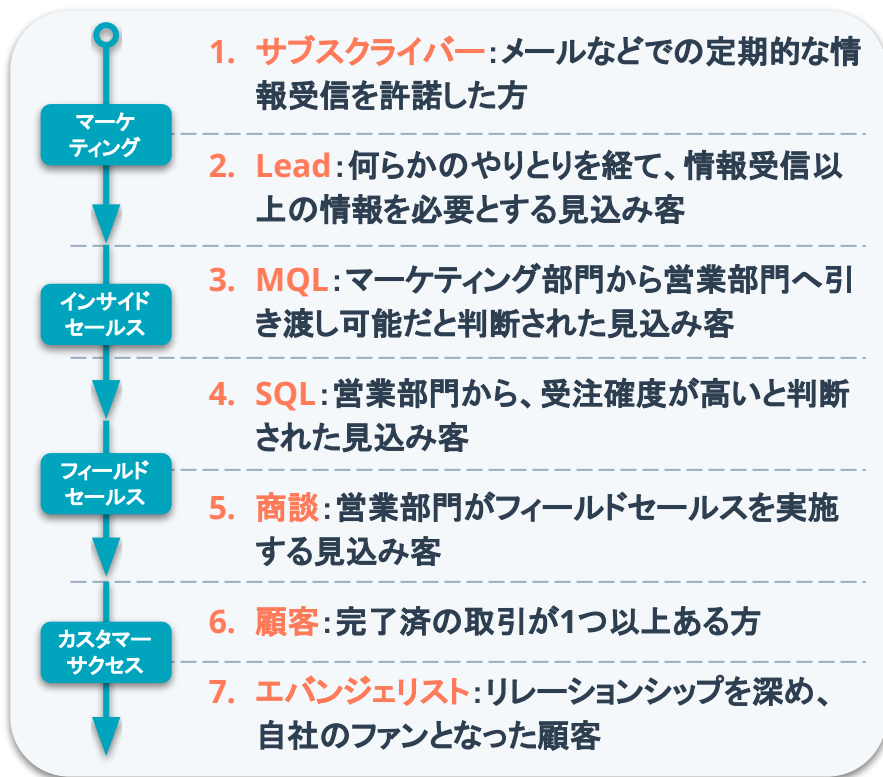 1. サブスクライバー：メールなどでの定期的な情
報受信を許諾した方
マーケ
ティング
2. Lead：何らかのやりとりを経て、情報受信以
上の情報を必要とする見込み客
3. MQL：マーケティング部門から営業部門へ引
き渡し可能だと判断された見込み客
インサイド
セールス
4. SQL：営業部門から、受注確度が高いと判断
された見込み客
フィールド
セールス
5. 商談：営業部門がフィールドセールスを実施
する見込み客
6. 顧客：完了済の取引が1つ以上ある方
カスタマー
サクセス
7. エバンジェリスト：リレーションシップを深め、
自社のファンとなった顧客